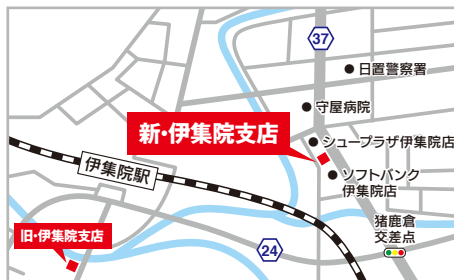 37
日置警察署
守屋病院
新・伊集院支店
シュープラザ伊集院店
伊集院駅
ソフトバンク
伊集院店
猪鹿倉
交差点
旧・伊集院支店
24